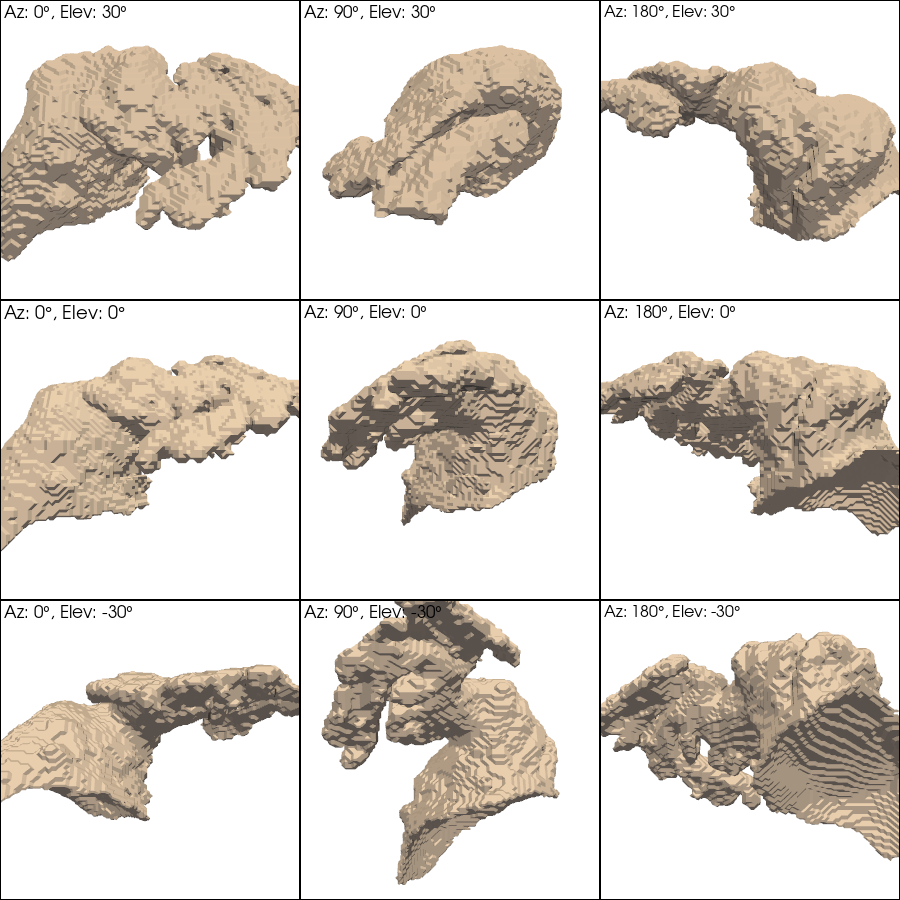 Az: 0°, Elev: 30°
Az: 90°, Elev: 30°
Az: 180°, Elev: 30°
Az: 0°, Elev: 0°
Az: 90°, Elev: 0°
Az: 180°, Elev: 0°
Az: 0°, Elev: -30°
Az: 90°, Elev: -30°
Az: 180°, Elev: -30°